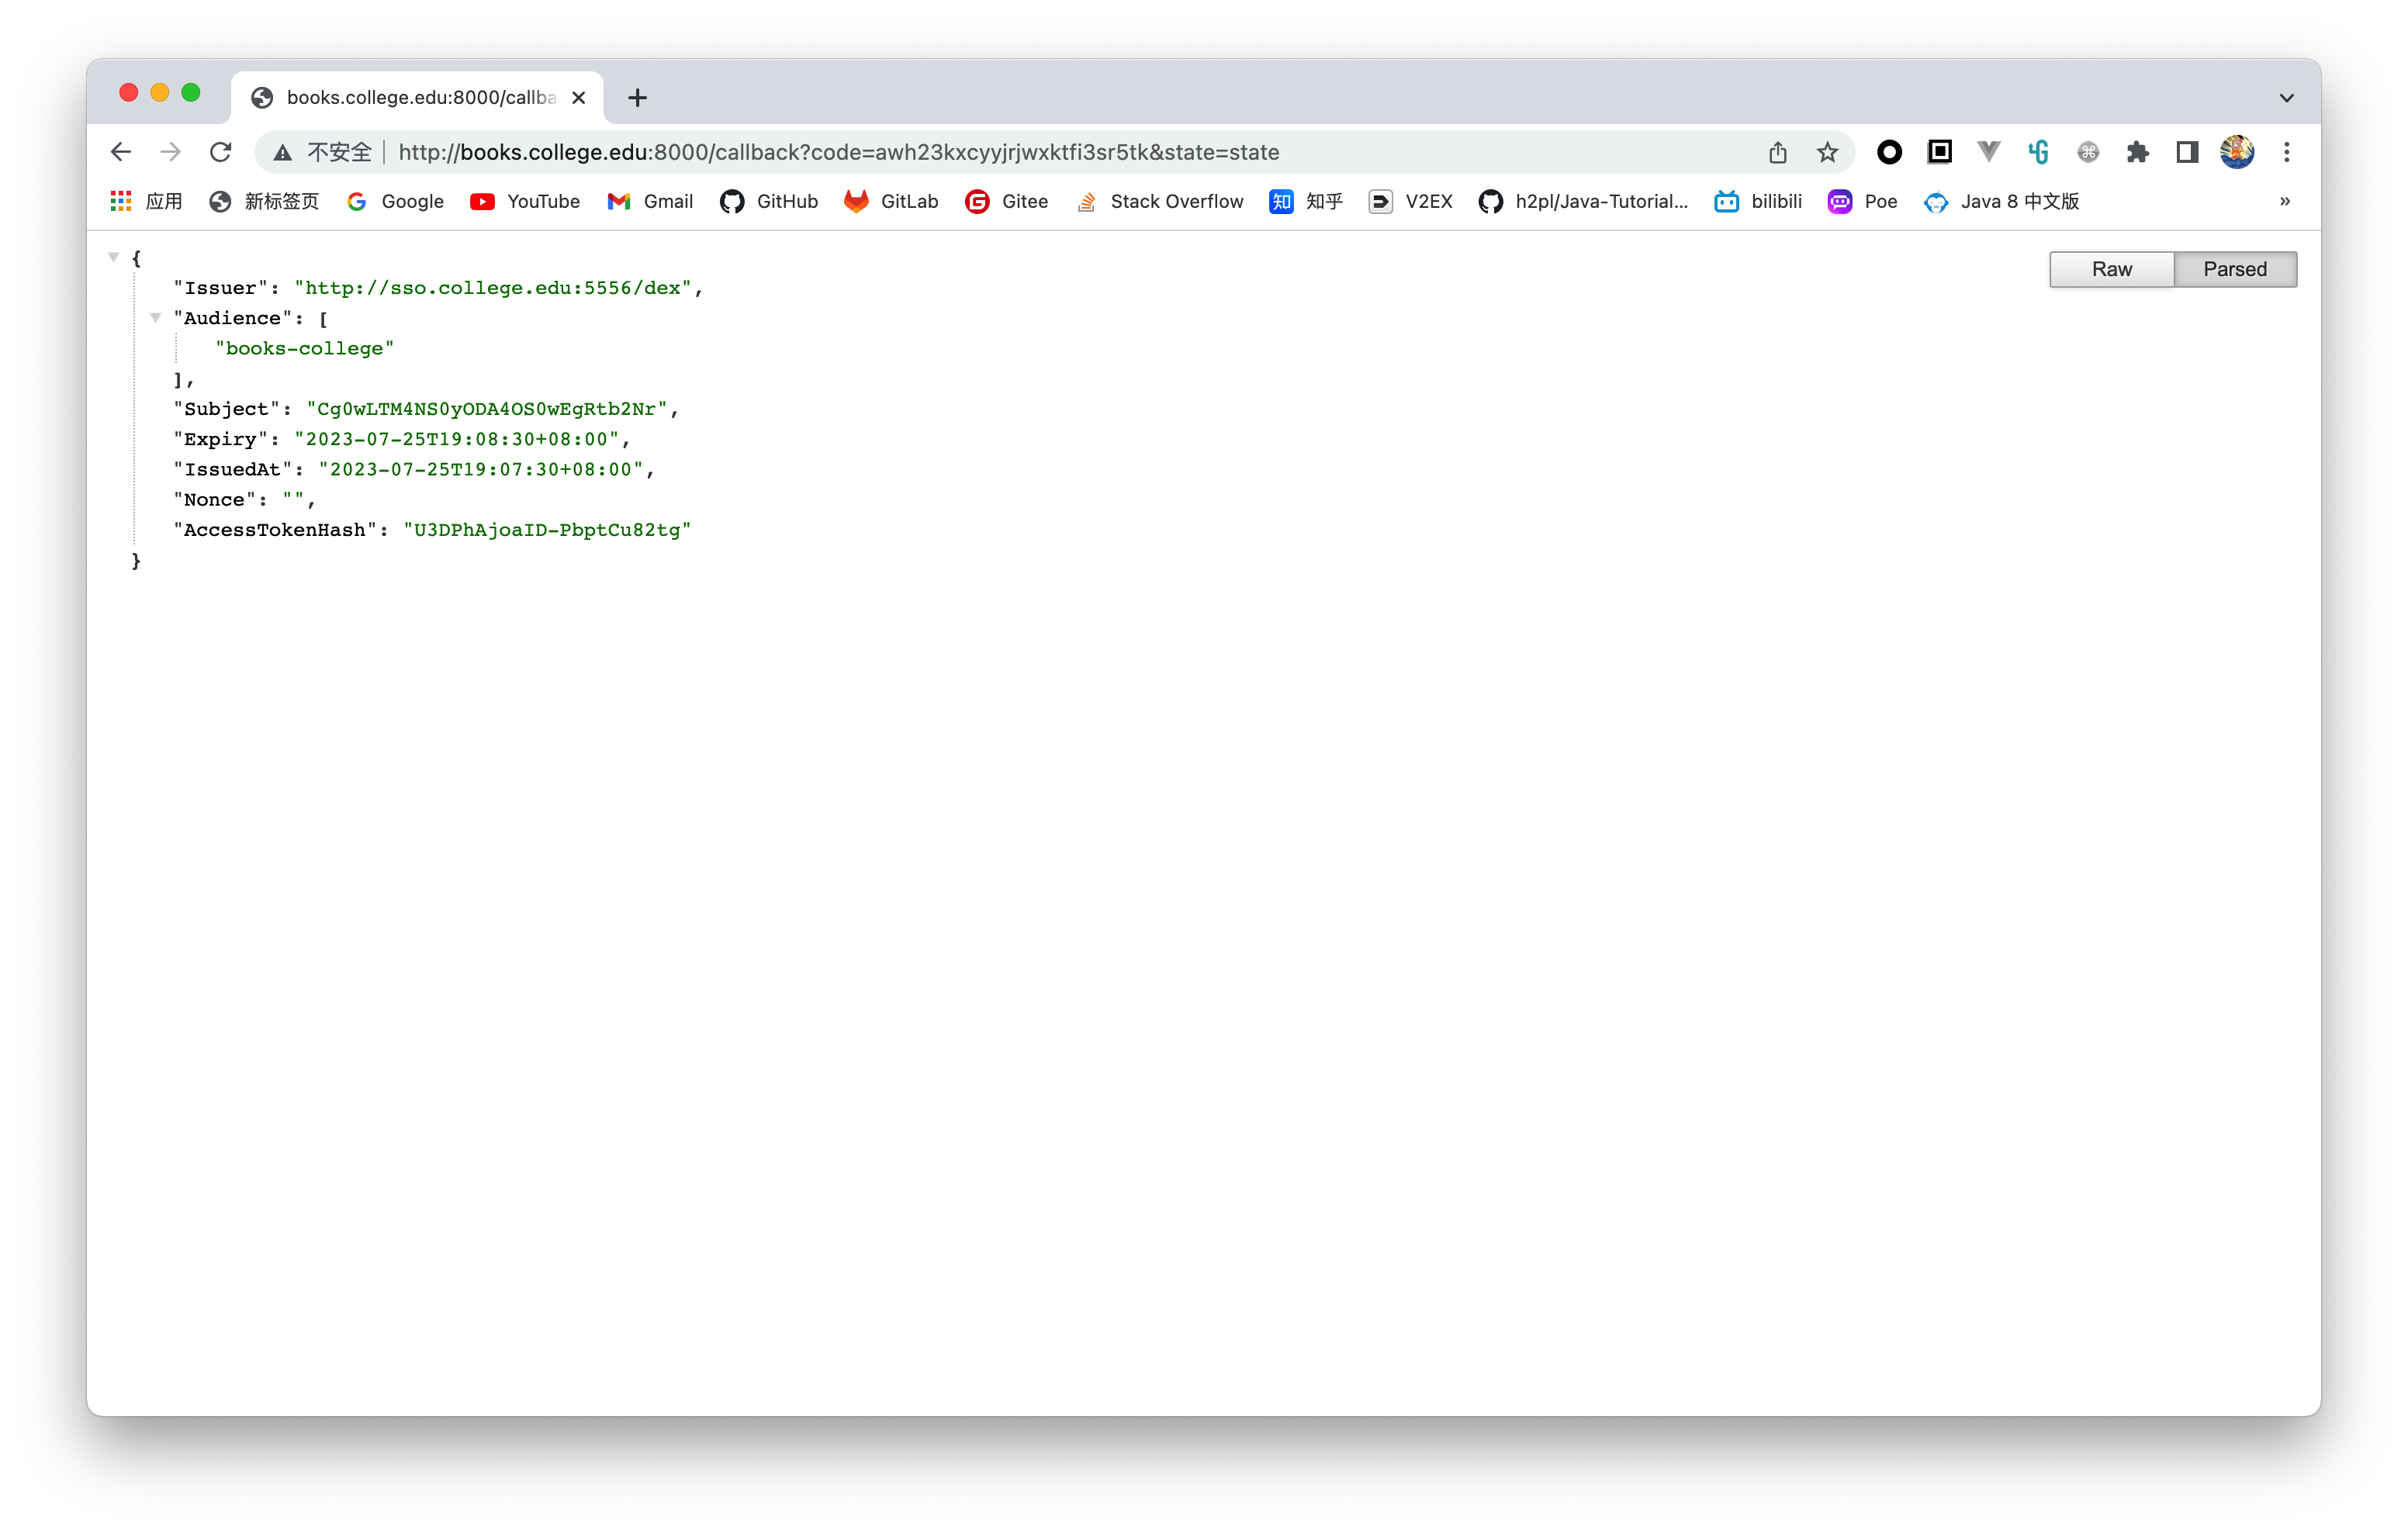 books.college.edu:8000/callba
不安全 http://books.college.edu:8000/callback?code=awh23kxcyyjrjwxktfi3sr5tk&state=state
应用 新标签页 Google YouTube Gmail GitHub GitLab Gitee Stack Overflow 知 知乎 V2EX h2pl/Java-Tutorial... bilibili Poe Java 8 中文版 »
Raw Parsed
{
"Issuer": "http://sso.college.edu:5556/dex",
"Audience": [
"books-college"
],
"Subject": "Cg0wLTM4NS0yODA4OS0wEgRtb2Nr",
"Expiry": "2023-07-25T19:08:30+08:00",
"IssuedAt": "2023-07-25T19:07:30+08:00",
"Nonce": "",
"AccessTokenHash": "U3DPhAjoaID-PbptCu82tg"
}